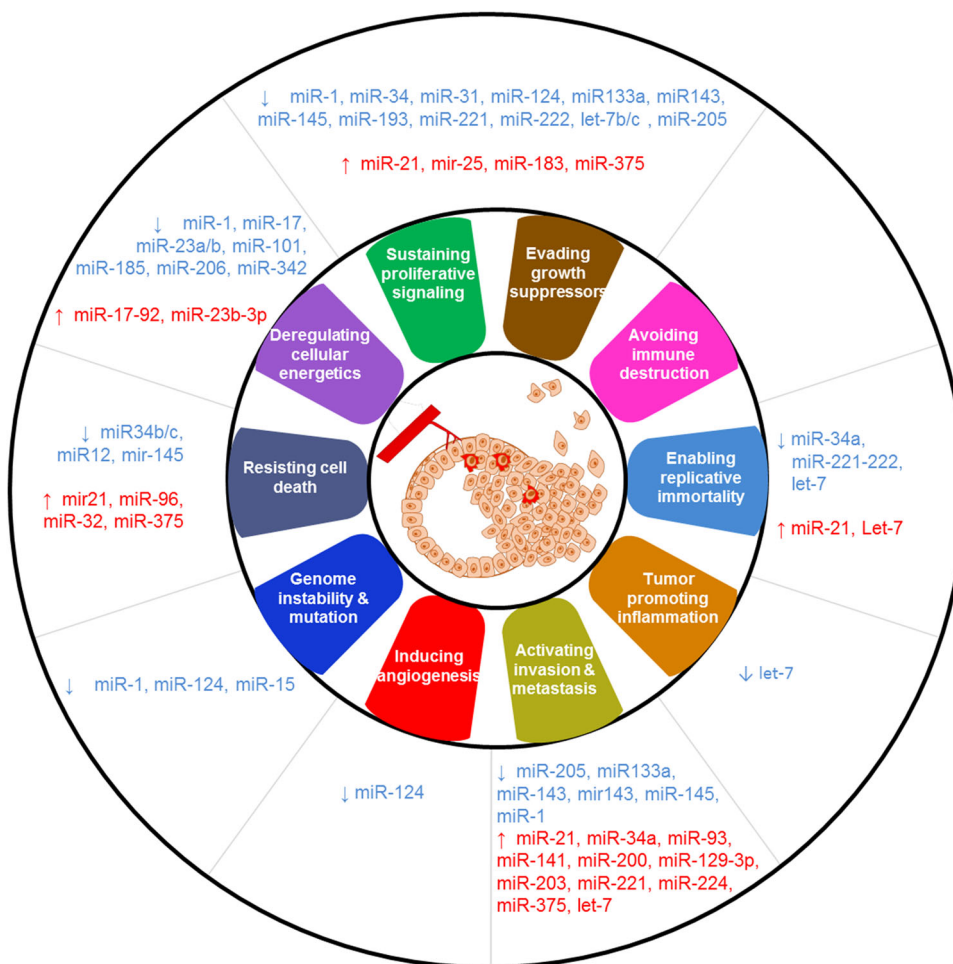 ↓ miR-1, miR-34, miR-31, miR-124, miR133a, miR143,
miR-145, miR-193, miR-221, miR-222, let-7b/c , miR-205
↑ miR-21, mir-25, miR-183, miR-375
↓ miR-1, miR-17,
miR-23a/b, miR-101,
miR-185, miR-206, miR-342
↑ miR-17-92, miR-23b-3p
Sustaining
proliferative
signaling
Evading
growth
suppressors
Deregulating
cellular
energetics
Avoiding
immune
destruction
↓ miR34b/c,
miR12, mir-145
↑ mir21, miR-96,
miR-32, miR-375
Resisting cell
death
Enabling
replicative
immortality
↓ miR-34a,
miR-221-222,
let-7
↑ miR-21, Let-7
Genome
instability &
mutation
Tumor
promoting
inflammation
Inducing
angiogenesis
Activating
invasion &
metastasis
↓ miR-1, miR-124, miR-15
↓ let-7
↓ miR-124
↓ miR-205, miR133a,
miR-143, mir143, miR-145,
miR-1
↑ miR-21, miR-34a, miR-93,
miR-141, miR-200, miR-129-3p,
miR-203, miR-221, miR-224,
miR-375, let-7